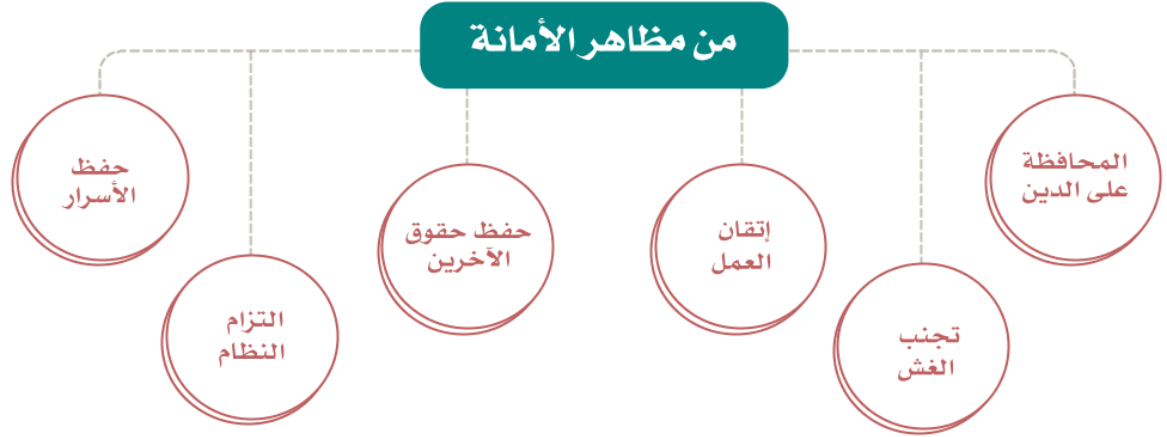 من مظاهر الأمانة
المحافظة
على الدين
تجنب
الغش
إتقان
العمل
حفظ حقوق
الآخرين
التزام
النظام
حفظ
الأسرار